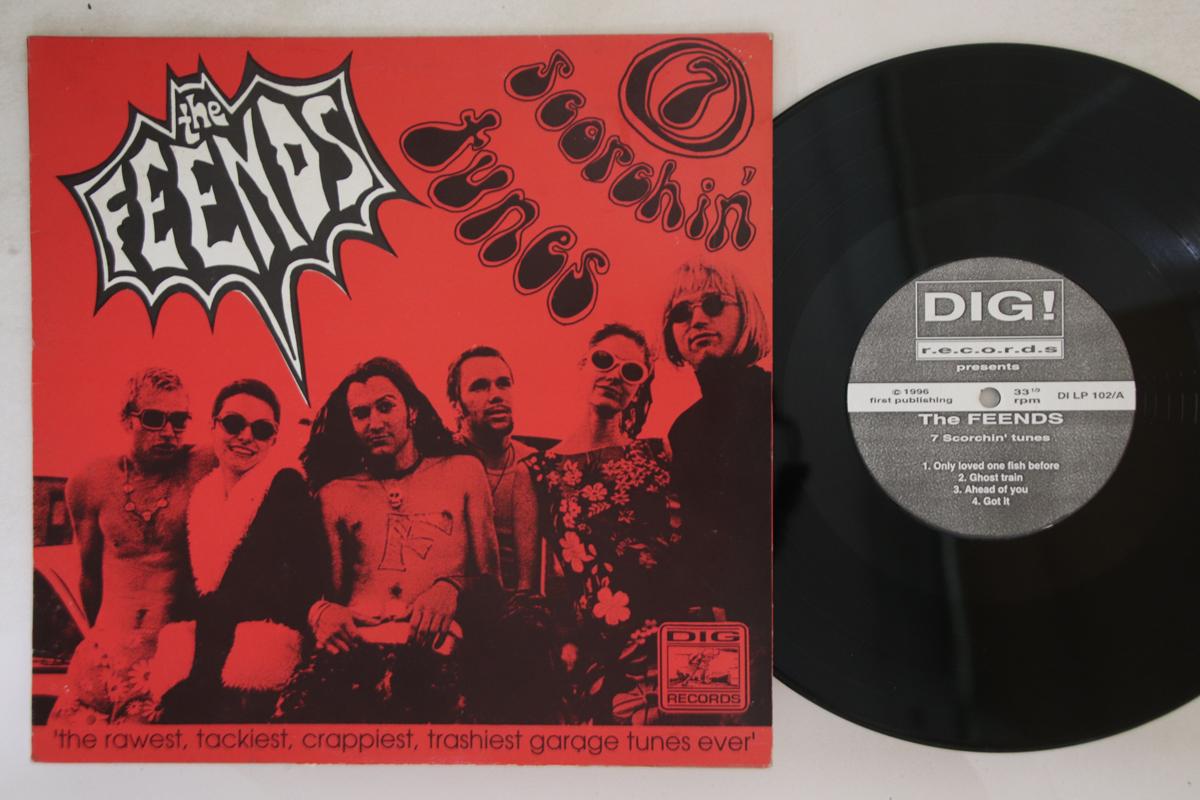 the
FEENDS
7
scorchin'
tunes
DIG
RECORDS
'the rawest, tackiest, crappiest, trashiest garage tunes ever'
DIG!
r.e.c.o.r.d.s
presents
© 1996
first publishing
33 1/3
rpm
DI LP 102/A
The FEENDS
7 Scorchin' tunes
1. Only loved one fish before
2. Ghost train
3. Ahead of you
4. Got it